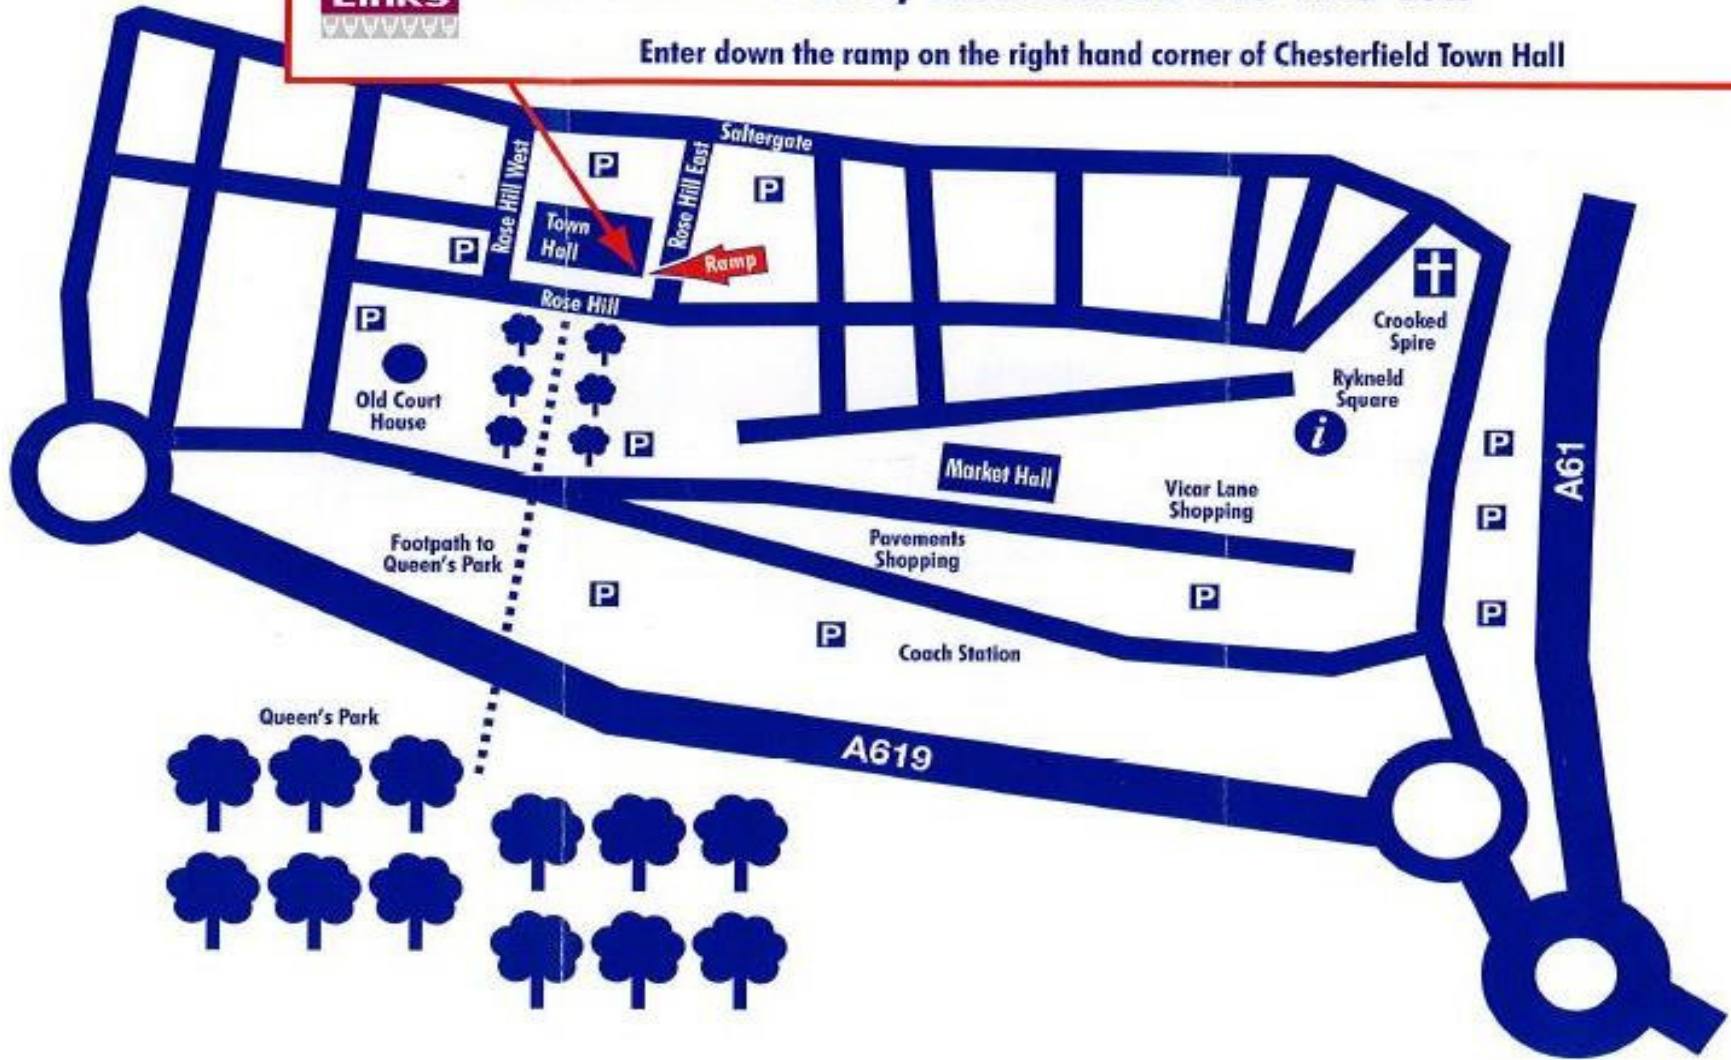 Links
Enter down the ramp on the right hand corner of Chesterfield Town Hall
Saltergate
Rose Hill West
P
Rose Hill East
P
Town
Hall
P
Ramp
Rose Hill
P
Crooked
Spire
Old Court
House
Rykneld
Square
i
P
P
A61
Market Hall
Vicar Lane
Shopping
P
Footpath to
Queen's Park
Pavements
Shopping
P
P
P
P
Coach Station
Queen's Park
A619